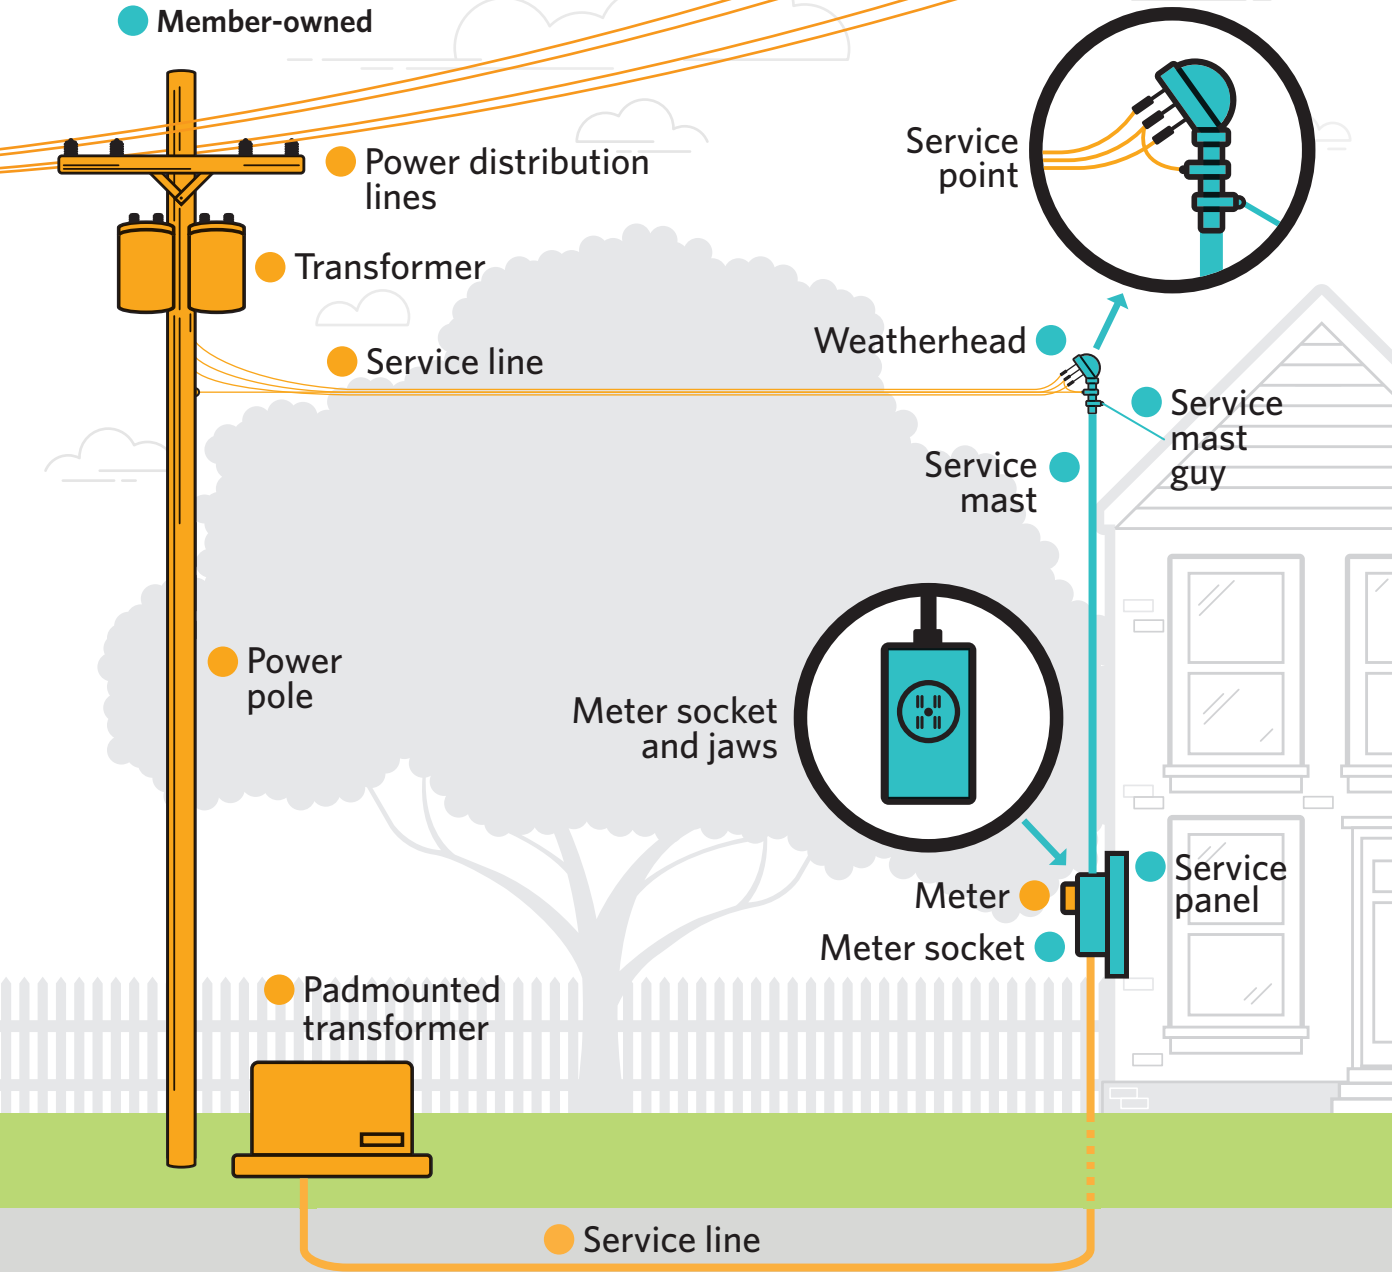 Member-owned
Power distribution
lines
Service
point
Transformer
Weatherhead
Service line
Service
mast
guy
Service
mast
Power
pole
Meter socket
and jaws
Service
panel
Meter
Meter socket
Padmounted
transformer
Service line